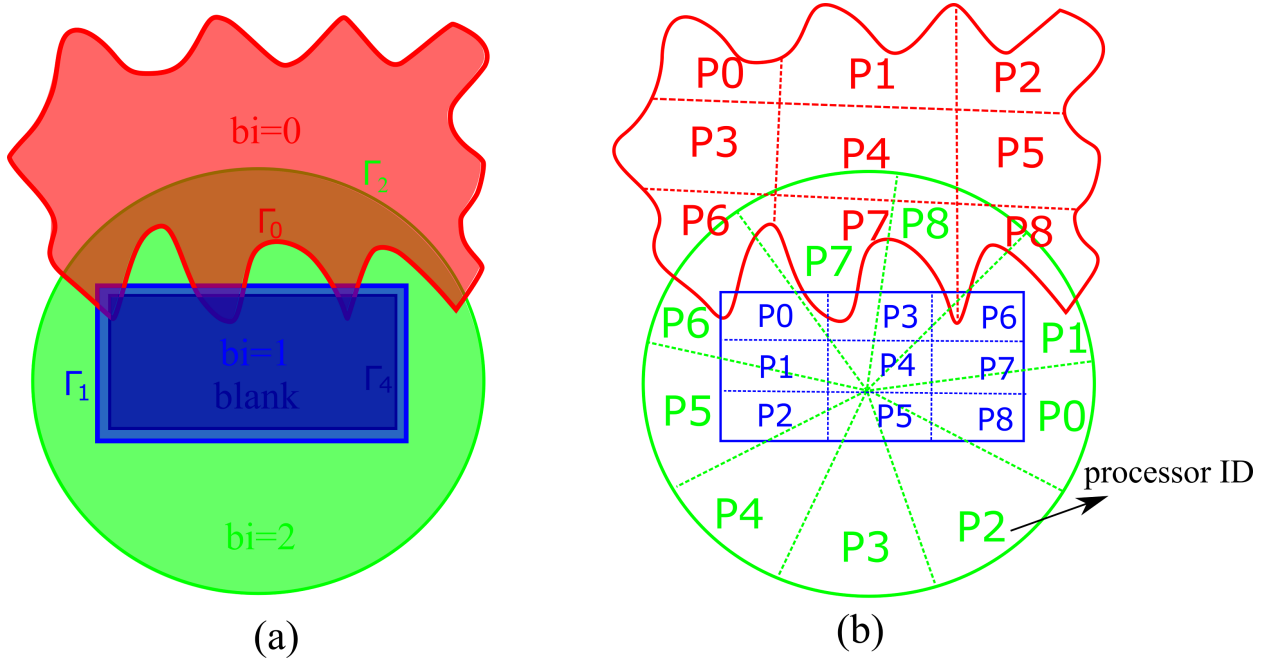 bi=0
Γ2
Γ0
bi=1
Γ1
Γ4
blank
bi=2
(a)
P0 P1 P2
P3 P4 P5
P6 P7 P8 P8
P7
P0 P3 P6
P6 P1
P1 P4 P7
P5 P2 P5 P8 P0
processor ID
P4 P3 P2
(b)